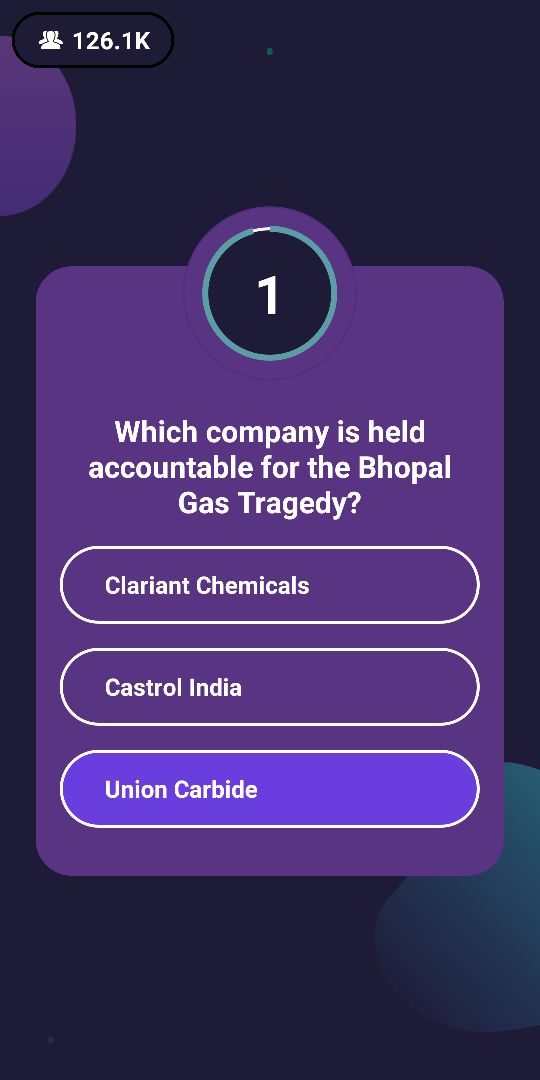 126.1K
1
Which company is held
accountable for the Bhopal
Gas Tragedy?
Clariant Chemicals
Castrol India
Union Carbide